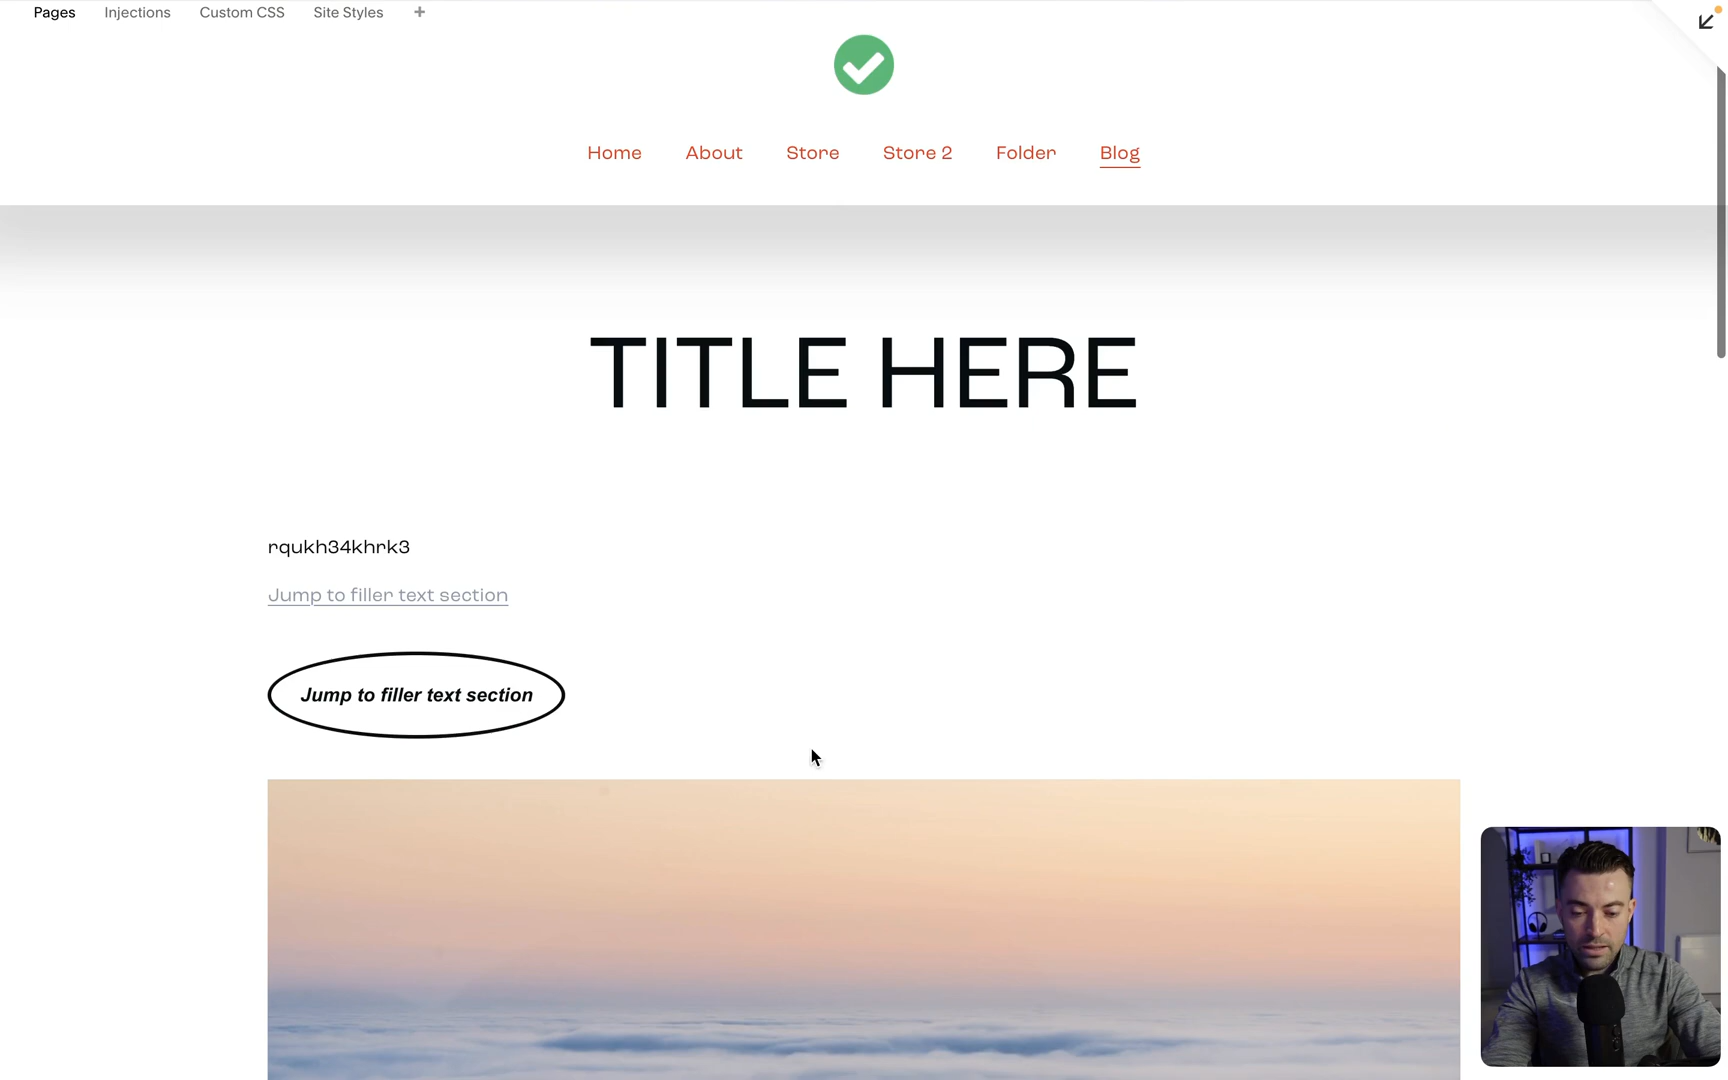 Pages Injections Custom CSS Site Styles +
Home About Store Store 2 Folder Blog
TITLE HERE
rqukh34khrk3
Jump to filler text section
Jump to filler text section